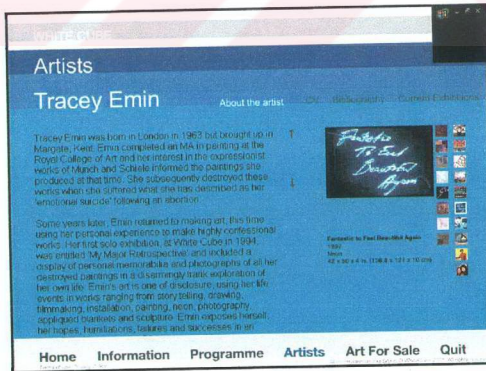 WHITE CUBE
Artists
Tracey Emin
About the artist
CV
Bibliography
Current Exhibitions
Tracey Emin was born in London in 1963 but brought up in
Margate, Kent. Emin completed an MA in painting at the
Royal College of Art and her interest in the expressionist
works of Munch and Schiele informed the paintings she
produced at that time. She subsequently destroyed these
works when she suffered what she has described as her
'emotional suicide' following an abortion.
Some years later, Emin returned to making art, this time
using her personal experience to make highly confessional
works. Her first solo exhibition, at White Cube in 1994,
was entitled 'My Major Retrospective' and included a
display of personal memorabilia and photographs of all her
destroyed paintings in a disarmingly frank exploration of
her own life. Emin's art is one of disclosure, using her life
events in works ranging from story telling, drawing,
filmmaking, installation, painting, neon, photography,
appliqued blankets and sculpture. Emin exposes herself,
her hopes, humiliations, failures and successes in an
Fantastic
To Feel
Beautiful
Again
Fantastic to Feel Beautiful Again
1997
Neon
Home
Information
Programme
Artists
Art For Sale
Quit